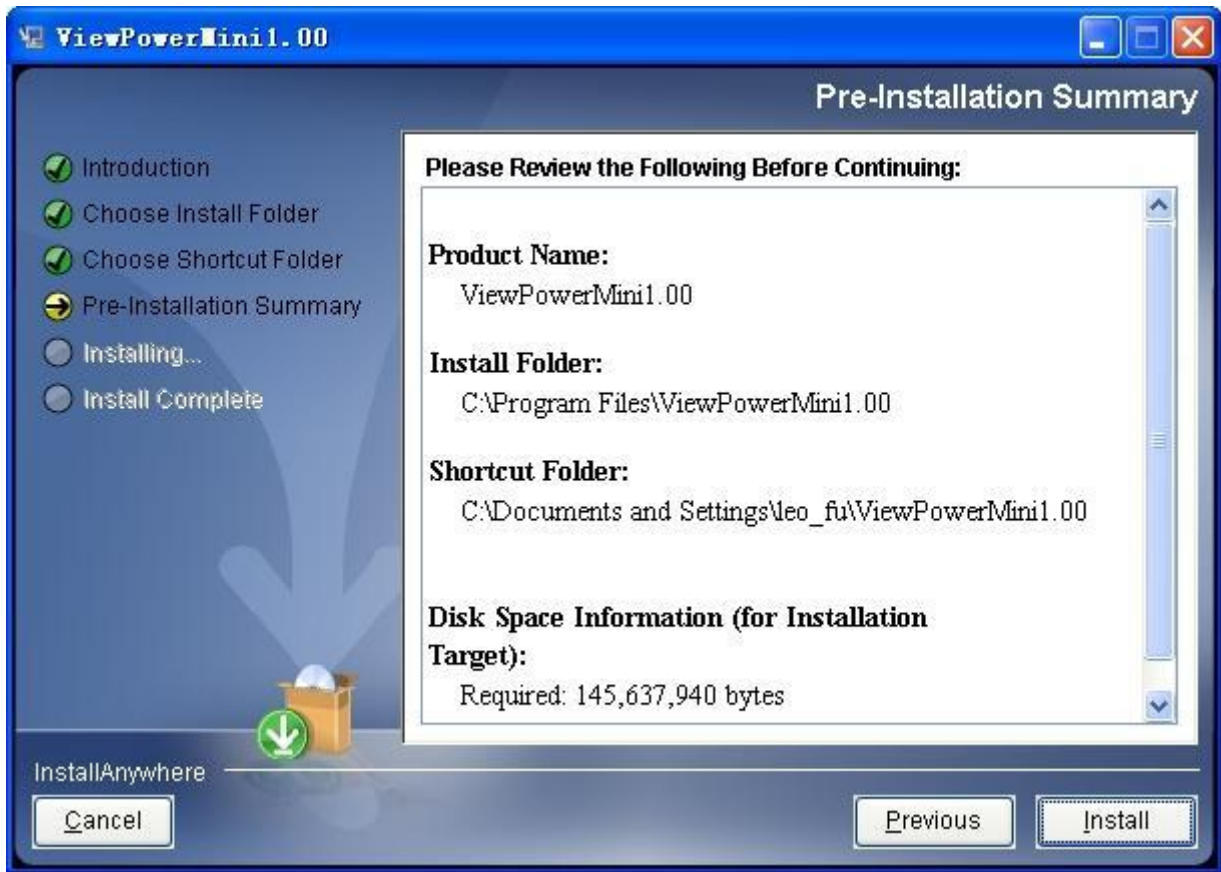 ViewPowerMini1.00
Pre-Installation Summary
Introduction
Choose Install Folder
Choose Shortcut Folder
Pre-Installation Summary
Installing...
Install Complete
Please Review the Following Before Continuing:
Product Name:
ViewPowerMini1.00
Install Folder:
C:\Program Files\ViewPowerMini1.00
Shortcut Folder:
C:\Documents and Settings\leo_fu\ViewPowerMini1.00
Disk Space Information (for Installation
Target):
Required: 145,637,940 bytes
InstallAnywhere
Cancel
Previous
Install